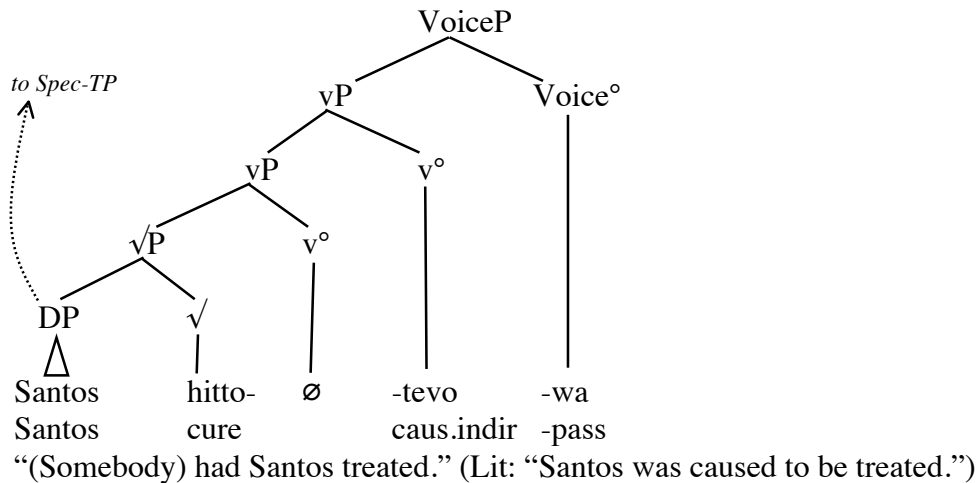 VoiceP
to Spec-TP
vP Voice°
vP v°
√P v°
DP √
Santos hitto- ∅ -tevo -wa
Santos cure caus.indir -pass
“(Somebody) had Santos treated.” (Lit: “Santos was caused to be treated.”)